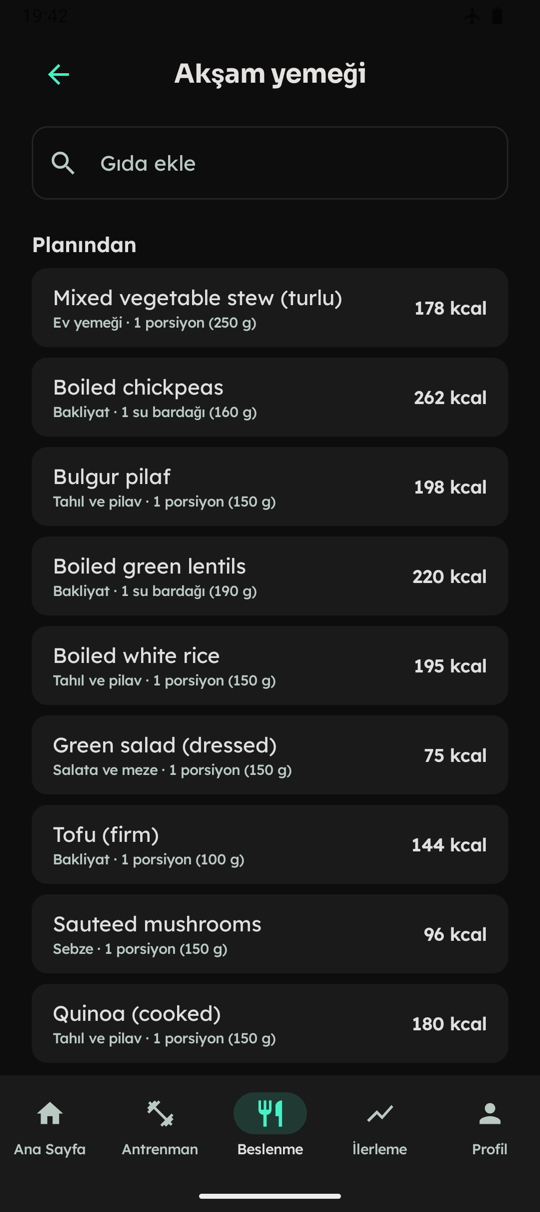 19:42
Akşam yemeği
Gıda ekle
Planından
Mixed vegetable stew (turlu)
Ev yemeği · 1 porsiyon (250 g)
178 kcal
Boiled chickpeas
Bakliyat · 1 su bardağı (160 g)
262 kcal
Bulgur pilaf
Tahıl ve pilav · 1 porsiyon (150 g)
198 kcal
Boiled green lentils
Bakliyat · 1 su bardağı (190 g)
220 kcal
Boiled white rice
Tahıl ve pilav · 1 porsiyon (150 g)
195 kcal
Green salad (dressed)
Salata ve meze · 1 porsiyon (150 g)
75 kcal
Tofu (firm)
Bakliyat · 1 porsiyon (100 g)
144 kcal
Sauteed mushrooms
Sebze · 1 porsiyon (150 g)
96 kcal
Quinoa (cooked)
Tahıl ve pilav · 1 porsiyon (150 g)
180 kcal
Ana Sayfa
Antrenman
Beslenme
İlerleme
Profil